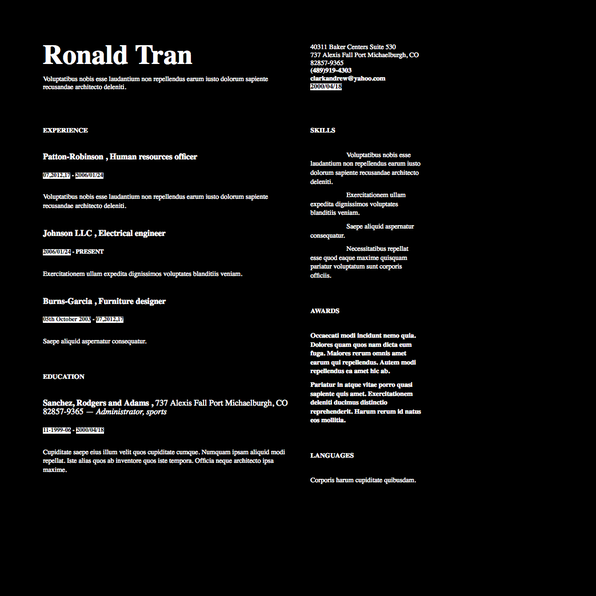 Ronald Tran
Voluptatibus nobis esse laudantium non repellendus earum iusto dolorum sapiente
recusandae architecto deleniti.
40311 Baker Centers Suite 530
737 Alexis Fall Port Michaelburgh, CO
82857-9365
(489)919-4303
clarkandrew@yahoo.com
2000/04/18
EXPERIENCE
Patton-Robinson , Human resources officer
07,2012,17 - 2006/01/24
Voluptatibus nobis esse laudantium non repellendus earum iusto dolorum sapiente
recusandae architecto deleniti.
Johnson LLC , Electrical engineer
2006/01/24 - PRESENT
Exercitationem ullam expedita dignissimos voluptates blanditiis veniam.
Burns-Garcia , Furniture designer
05th October 2003 - 07,2012,17
Saepe aliquid aspernatur consequatur.
EDUCATION
Sanchez, Rodgers and Adams , 737 Alexis Fall Port Michaelburgh, CO
82857-9365 — Administrator, sports
11-1999-06 - 2000/04/18
Cupiditate saepe eius illum velit quos cupiditate cumque. Numquam ipsam aliquid modi
repellat. Iste alias quos ab inventore quos iste tempora. Officia neque architecto ipsa
maxime.
SKILLS
Voluptatibus nobis esse
laudantium non repellendus earum iusto
dolorum sapiente recusandae architecto
deleniti.
Exercitationem ullam
expedita dignissimos voluptates
blanditiis veniam.
Saepe aliquid aspernatur
consequatur.
Necessitatibus repellat
esse quod eaque maxime quisquam
pariatur voluptatum sunt corporis
officiis.
AWARDS
Occaecati modi incidunt nemo quia.
Dolores quam quos nam dicta eum
fuga. Maiores rerum omnis amet
earum qui repellendus. Autem modi
repellendus ea amet hic ab.
Pariatur in atque vitae porro quasi
sapiente quis amet. Exercitationem
deleniti ducimus distinctio
reprehenderit. Harum rerum id natus
eos mollitia.
LANGUAGES
Corporis harum cupiditate quibusdam.